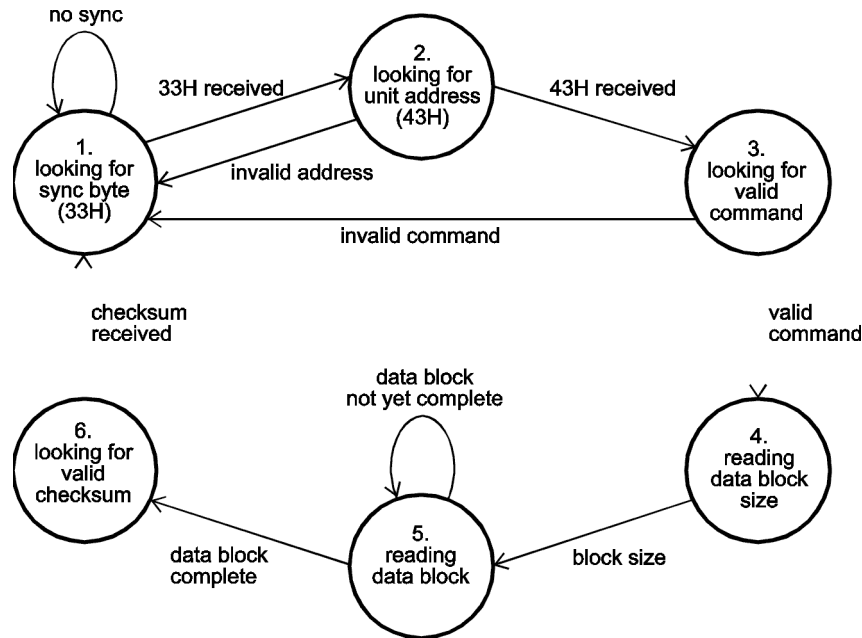 no sync
33H received
2.
looking for
unit address
(43H)
43H received
1.
looking for
sync byte
(33H)
invalid address
3.
looking for
valid
command
invalid command
checksum
received
valid
command
data block
not yet complete
6.
looking for
valid
checksum
4.
reading
data block
size
5.
reading
data block
data block
complete
block size